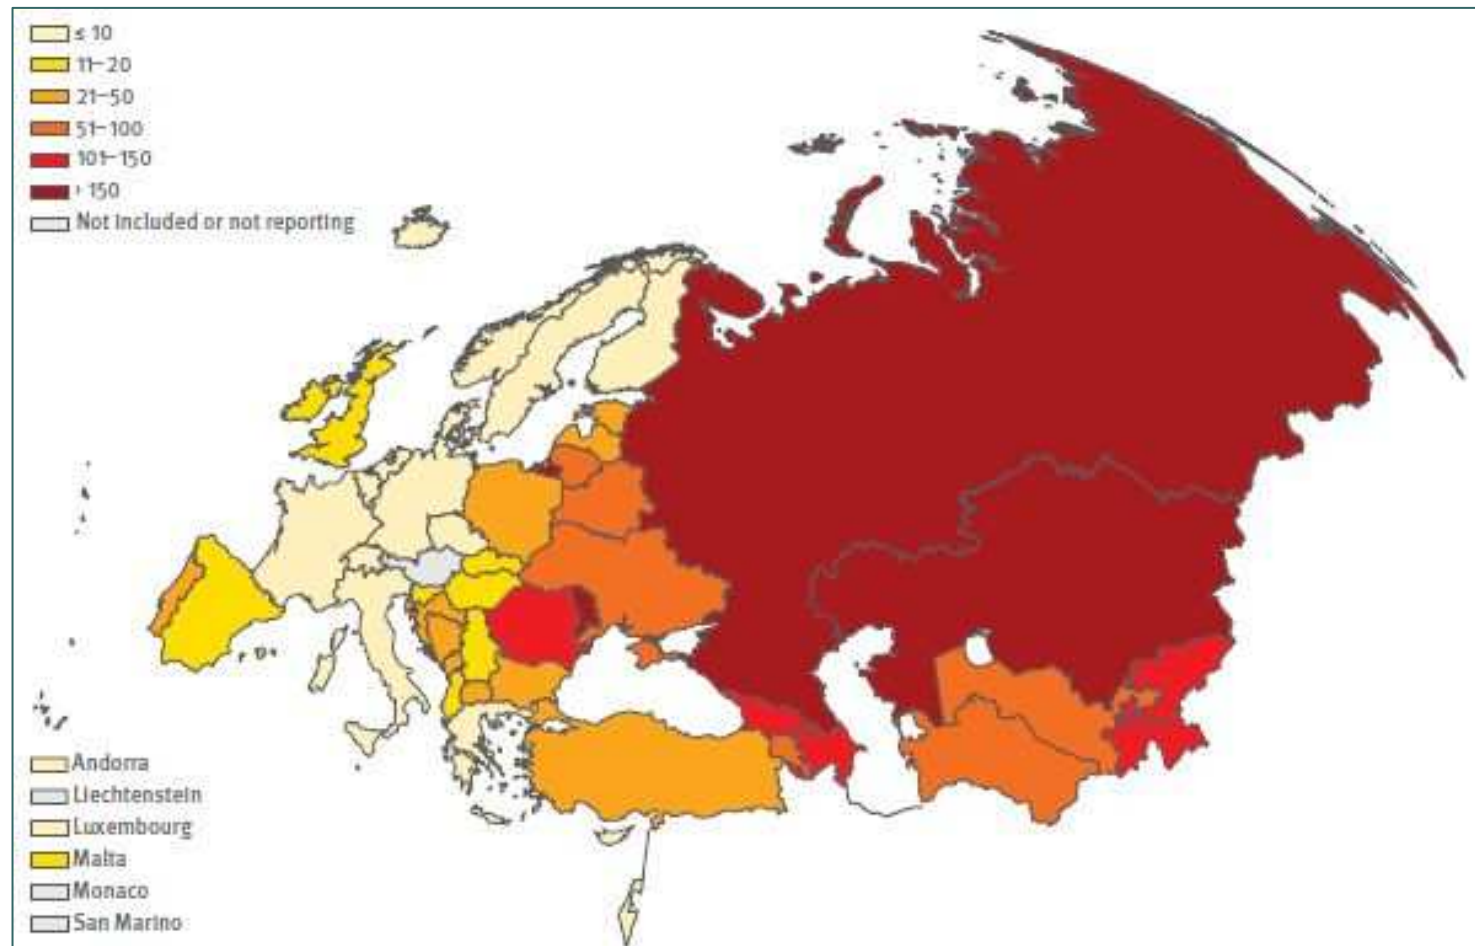 ≤ 10
11–20
21–50
51–100
101–150
> 150
Not included or not reporting
Andorra
Liechtenstein
Luxembourg
Malta
Monaco
San Marino